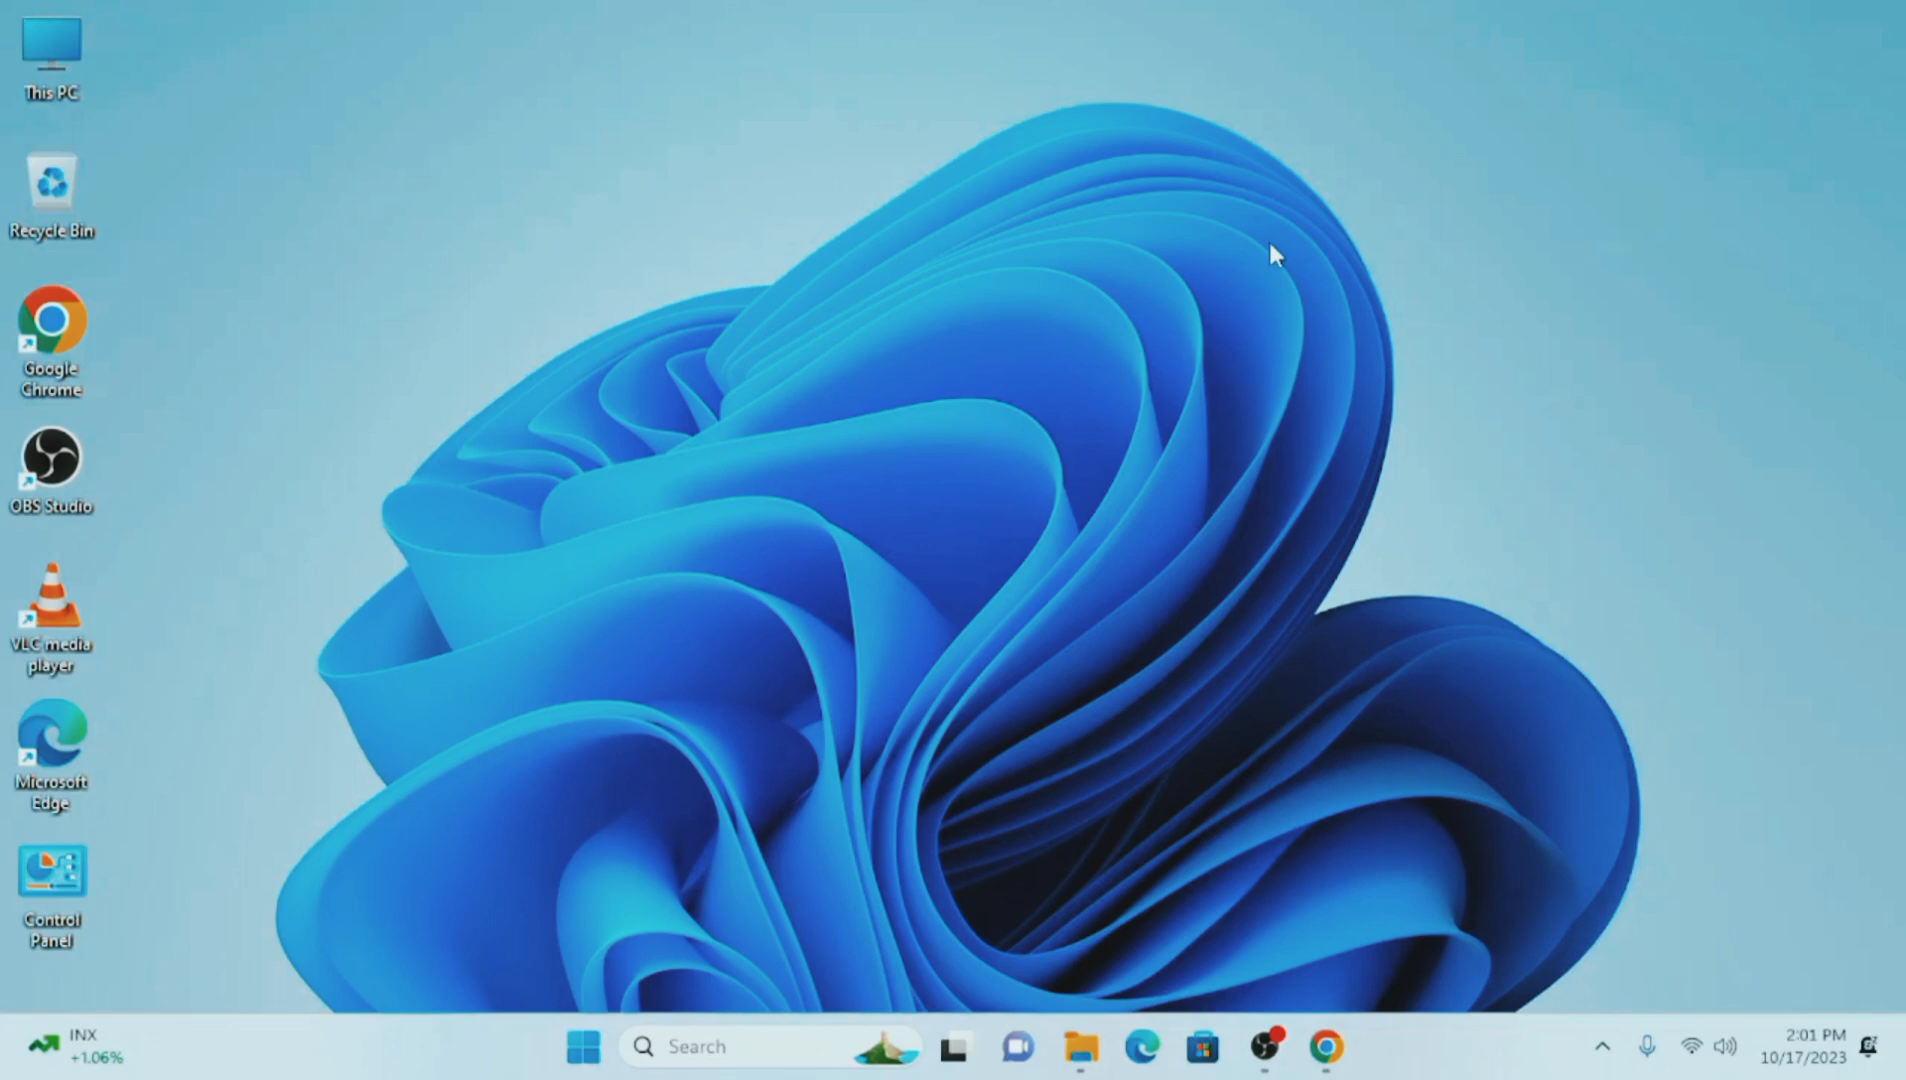 This PC
Recycle Bin
Google
Chrome
OBS Studio
VLC media
player
Microsoft
Edge
Control
Panel
INX
+1.06%
Search
2:01 PM
10/17/2023